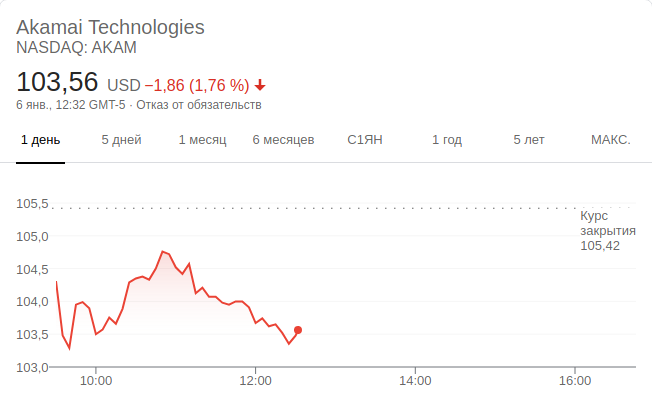 Akamai Technologies
NASDAQ: AKAM
103,56 USD −1,86 (1,76 %)
6 янв., 12:32 GMT-5 · Отказ от обязательств
1 день 5 дней 1 месяц 6 месяцев С1ЯН 1 год 5 лет МАКС.
105,5
Курс
закрытия
105,42
105,0
104,5
104,0
103,5
103,0
10:00 12:00 14:00 16:00